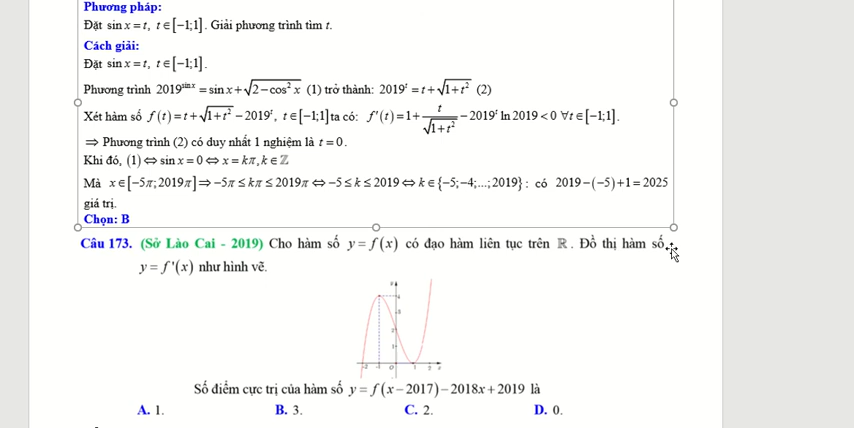 Phương pháp:
Đặt sin x = t, t ∈ [−1;1]. Giải phương trình tìm t.
Cách giải:
Đặt sin x = t, t ∈ [−1;1].
Phương trình 2019^{sin x} = sin x + √(2 − cos² x) (1) trở thành: 2019^t = t + √(1 + t²) (2)
Xét hàm số f(t) = t + √(1 + t²) − 2019^t, t ∈ [−1;1] ta có: f'(t) = 1 + t/√(1 + t²) − 2019^t ln 2019 < 0 ∀t ∈ [−1;1].
⇒ Phương trình (2) có duy nhất 1 nghiệm là t = 0.
Khi đó, (1) ⇔ sin x = 0 ⇔ x = kπ, k ∈ ℤ
Mà x ∈ [−5π; 2019π] ⇒ −5π ≤ kπ ≤ 2019π ⇔ −5 ≤ k ≤ 2019 ⇔ k ∈ {−5; −4; ...; 2019} : có 2019 − (−5) + 1 = 2025
giá trị.
Chọn: B
Câu 173. (Sở Lào Cai - 2019) Cho hàm số y = f(x) có đạo hàm liên tục trên ℝ. Đồ thị hàm số
y = f'(x) như hình vẽ.
4
2
-2 -1 O 1 2 x
Số điểm cực trị của hàm số y = f(x − 2017) − 2018x + 2019 là
A. 1. B. 3. C. 2. D. 0.